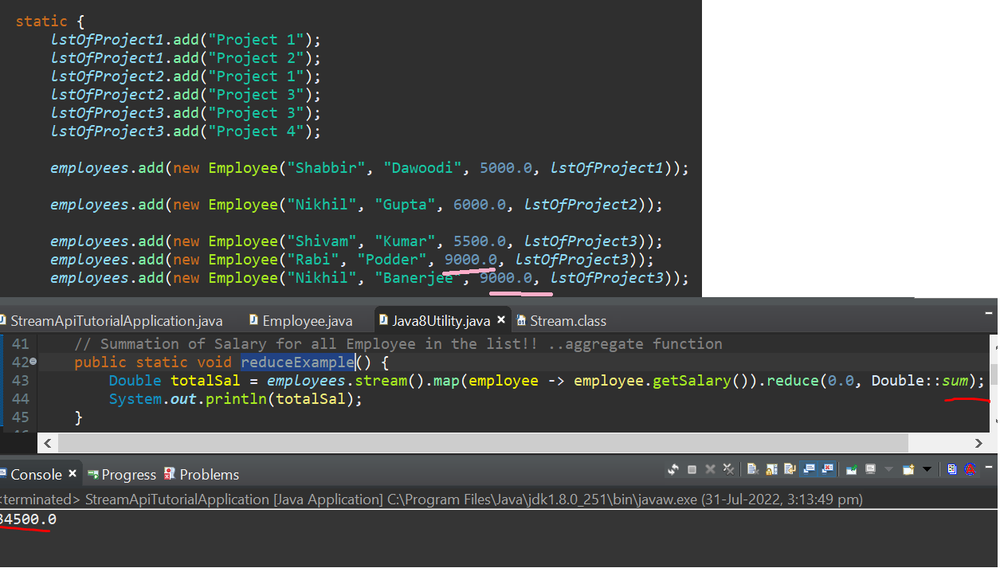 static {
lstOfProject1.add("Project 1");
lstOfProject1.add("Project 2");
lstOfProject2.add("Project 1");
lstOfProject2.add("Project 3");
lstOfProject3.add("Project 3");
lstOfProject3.add("Project 4");
employees.add(new Employee("Shabbir", "Dawoodi", 5000.0, lstOfProject1));
employees.add(new Employee("Nikhil", "Gupta", 6000.0, lstOfProject2));
employees.add(new Employee("Shivam", "Kumar", 5500.0, lstOfProject3));
employees.add(new Employee("Rabi", "Podder", 9000.0, lstOfProject3));
employees.add(new Employee("Nikhil", "Banerjee", 9000.0, lstOfProject3));
StreamApiTutorialApplication.java Employee.java Java8Utility.java Stream.class
41 // Summation of Salary for all Employee in the list!! ..aggregate function
42 public static void reduceExample() {
43 Double totalSal = employees.stream().map(employee -> employee.getSalary()).reduce(0.0, Double::sum);
44 System.out.println(totalSal);
45 }
Console Progress Problems
<terminated> StreamApiTutorialApplication [Java Application] C:\Program Files\Java\jdk1.8.0_251\bin\javaw.exe (31-Jul-2022, 3:13:49 pm)
34500.0